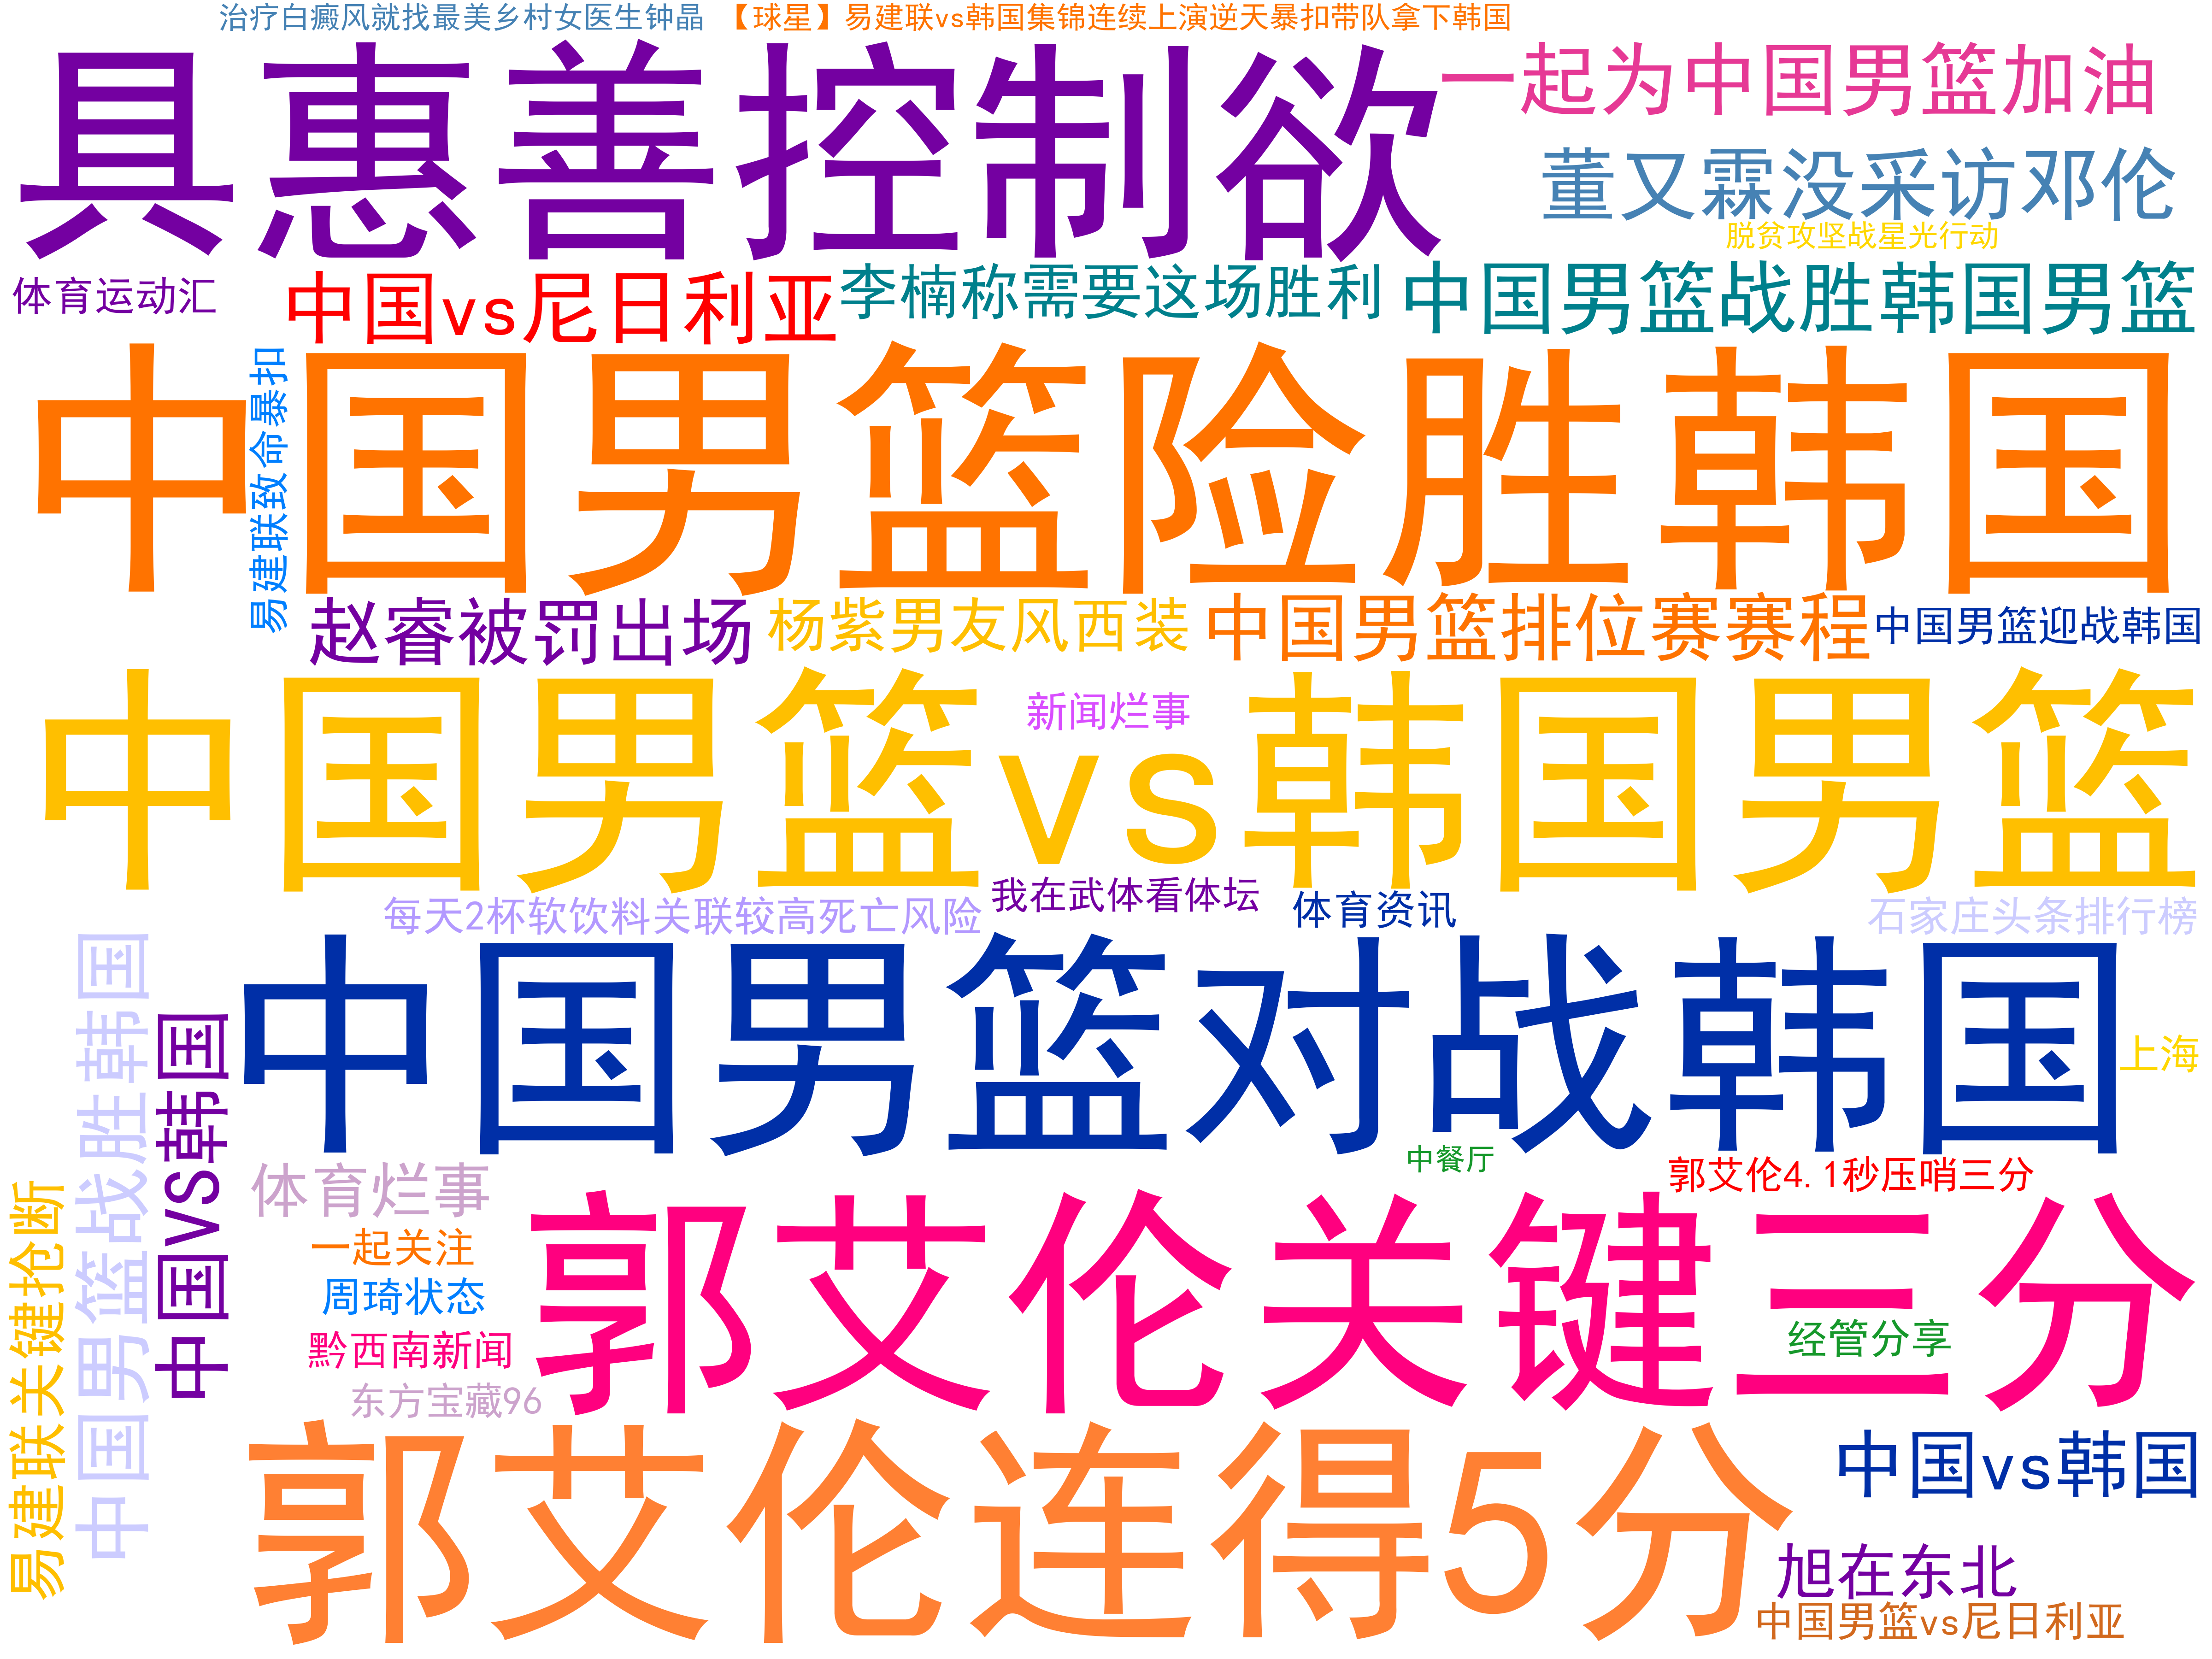 治疗白癜风就找最美乡村女医生钟晶
【球星】易建联vs韩国集锦连续上演逆天暴扣带队拿下韩国
具惠善控制欲
一起为中国男篮加油
董又霖没采访邓伦
脱贫攻坚战星光行动
体育运动汇
中国vs尼日利亚
李楠称需要这场胜利
中国男篮战胜韩国男篮
中国男篮险胜韩国
易建联致命暴扣
赵睿被罚出场
杨紫男友风西装
中国男篮排位赛赛程
中国男篮迎战韩国
中国男篮vs韩国男篮
新闻烂事
每天2杯软饮料关联较高死亡风险
我在武体看体坛
体育资讯
石家庄头条排行榜
中国男篮对战韩国
上海
中国男篮战胜韩国
中国VS韩国
易建联关键抢断
中餐厅
郭艾伦4.1秒压哨三分
体育烂事
郭艾伦关键三分
一起关注
周琦状态
黔西南新闻
经管分享
东方宝藏96
郭艾伦连得5分
中国vs韩国
旭在东北
中国男篮vs尼日利亚